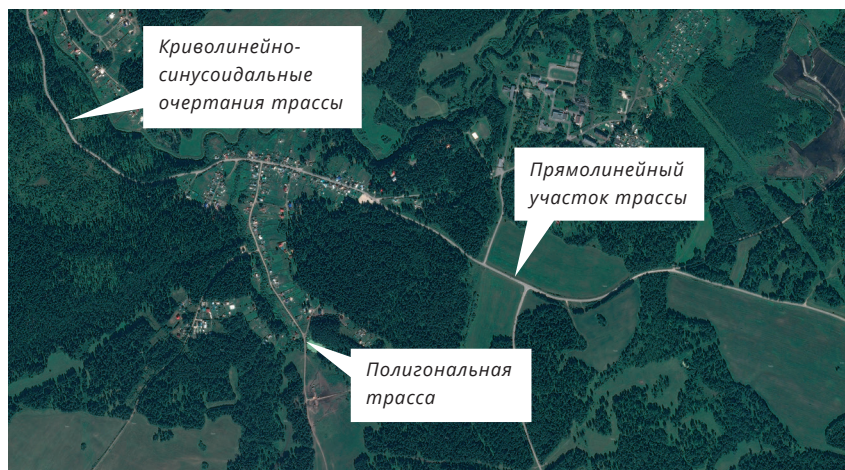 Криволинейно-
синусоидальные
очертания трассы
Прямолинейный
участок трассы
Полигональная
трасса